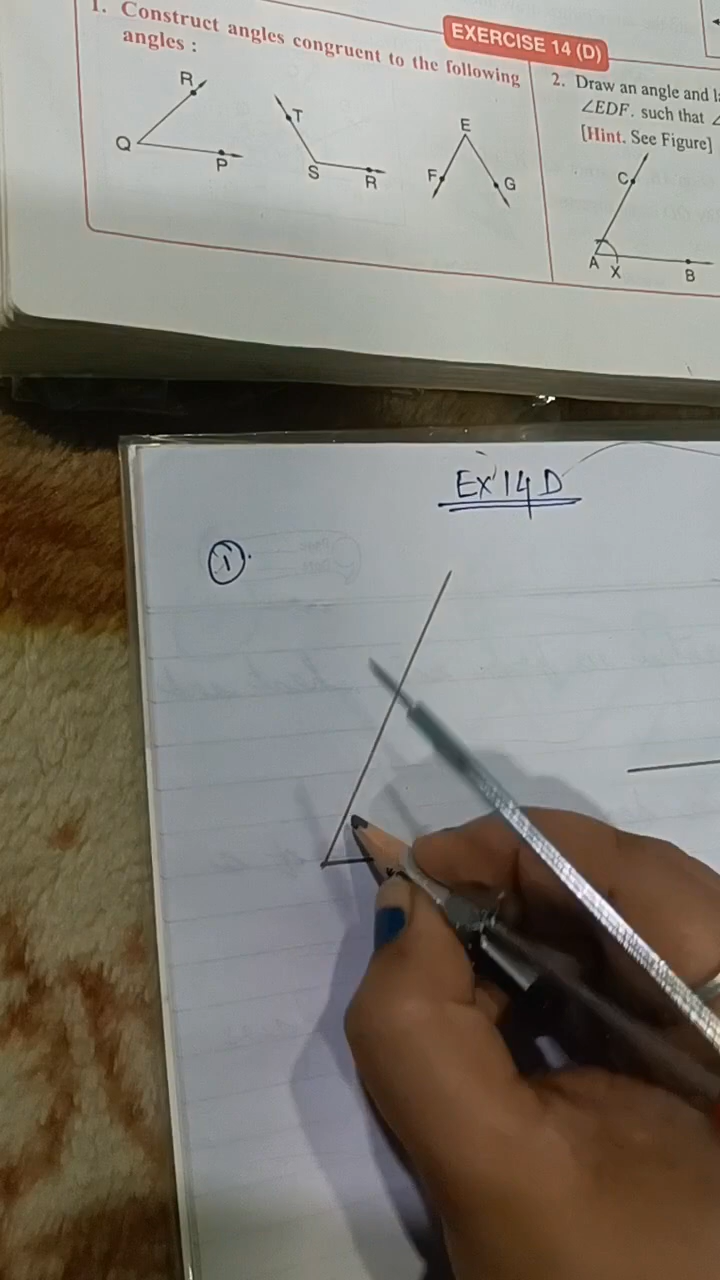 EXERCISE 14 (D)
1. Construct angles congruent to the following
angles :
R
Q
P
T
S
R
E
F
G
2. Draw an angle and
∠EDF. such that
[Hint. See Figure]
C
A
X
B
Ex 14 D
1.